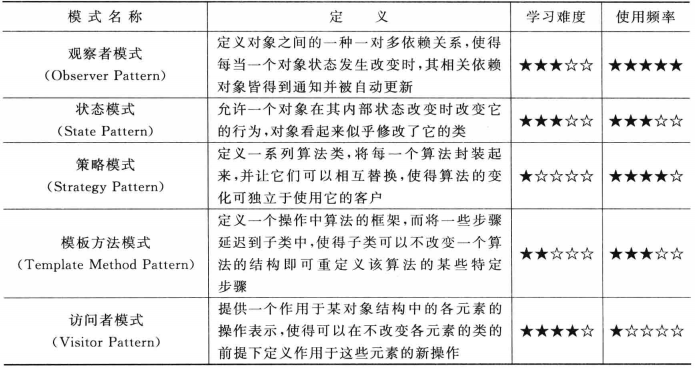 模式名称 定义 学习难度 使用频率
观察者模式
(Observer Pattern)
定义对象之间的一种一对多依赖关系,使得
每当一个对象状态发生改变时,其相关依赖
对象皆得到通知并被自动更新
★★★☆☆ ★★★★★
状态模式
(State Pattern)
允许一个对象在其内部状态改变时改变它
的行为,对象看起来似乎修改了它的类
★★★☆☆ ★★★☆☆
策略模式
(Strategy Pattern)
定义一系列算法类,将每一个算法封装起
来,并让它们可以相互替换,使得算法的变
化可独立于使用它的客户
★☆☆☆☆ ★★★★☆
模板方法模式
(Template Method Pattern)
定义一个操作中算法的框架,而将一些步骤
延迟到子类中,使得子类可以不改变一个算
法的结构即可重定义该算法的某些特定
步骤
★★☆☆☆ ★★★☆☆
访问者模式
(Visitor Pattern)
提供一个作用于某对象结构中的各元素的
操作表示,使得可以在不改变各元素的类的
前提下定义作用于这些元素的新操作
★★★★☆ ★☆☆☆☆